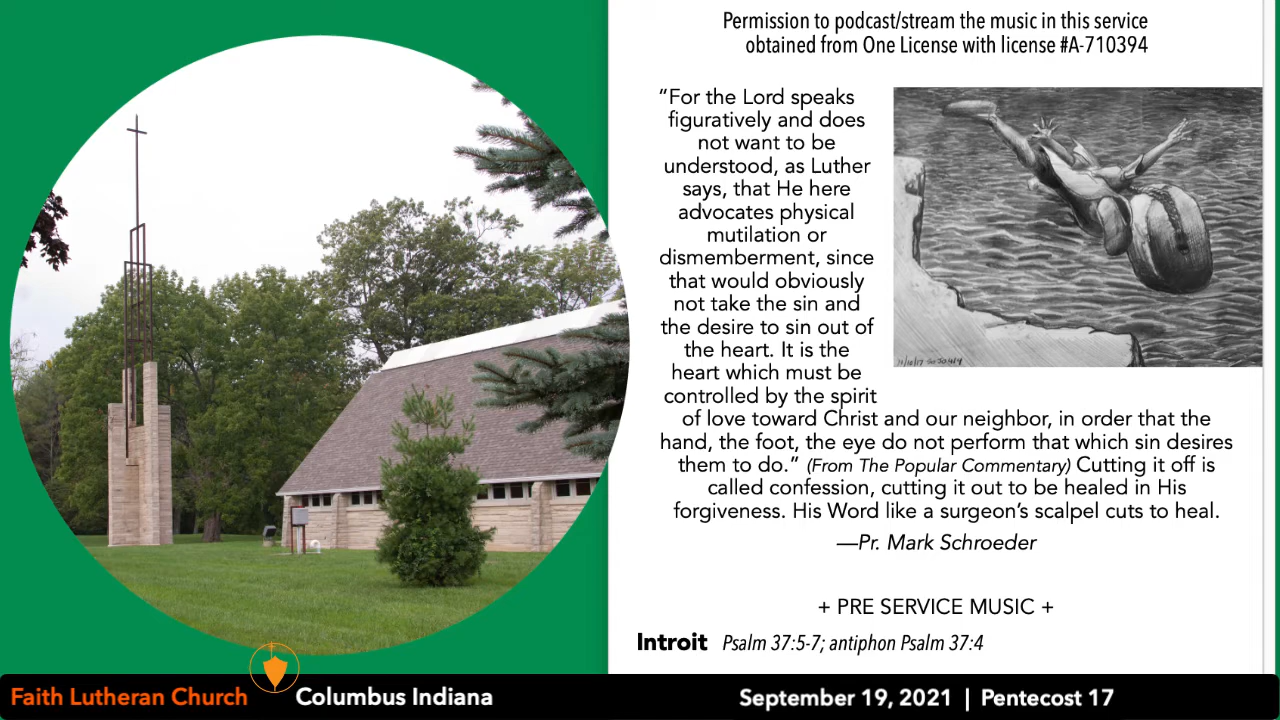 Permission to podcast/stream the music in this service
obtained from One License with license #A-710394
“For the Lord speaks
figuratively and does
not want to be
understood, as Luther
says, that He here
advocates physical
mutilation or
dismemberment, since
that would obviously
not take the sin and
the desire to sin out of
the heart. It is the
heart which must be
controlled by the spirit
of love toward Christ and our neighbor, in order that the
hand, the foot, the eye do not perform that which sin desires
them to do.” (From The Popular Commentary) Cutting it off is
called confession, cutting it out to be healed in His
forgiveness. His Word like a surgeon’s scalpel cuts to heal.
—Pr. Mark Schroeder
+ PRE SERVICE MUSIC +
Introit Psalm 37:5-7; antiphon Psalm 37:4
Faith Lutheran Church Columbus Indiana September 19, 2021 | Pentecost 17